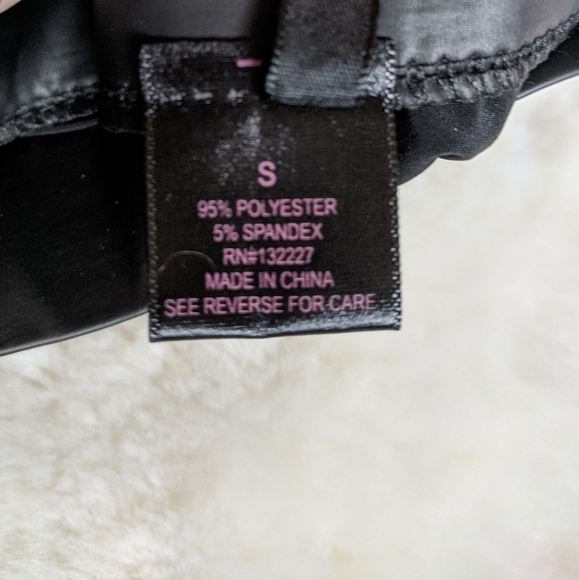 S
95% POLYESTER
5% SPANDEX
RN#132227
MADE IN CHINA
SEE REVERSE FOR CARE